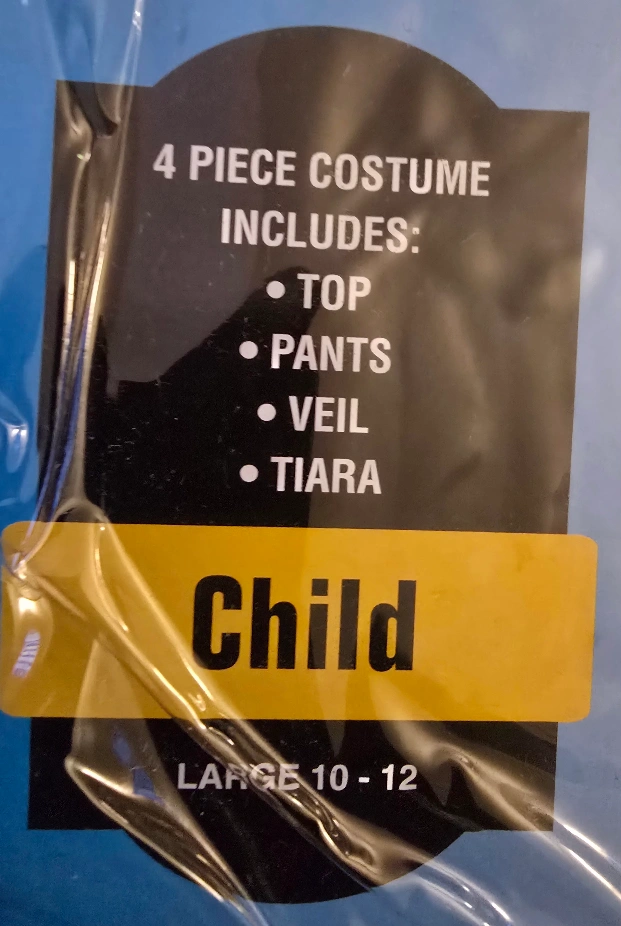 4 PIECE COSTUME
INCLUDES:
• TOP
• PANTS
• VEIL
• TIARA
Child
LARGE 10 - 12